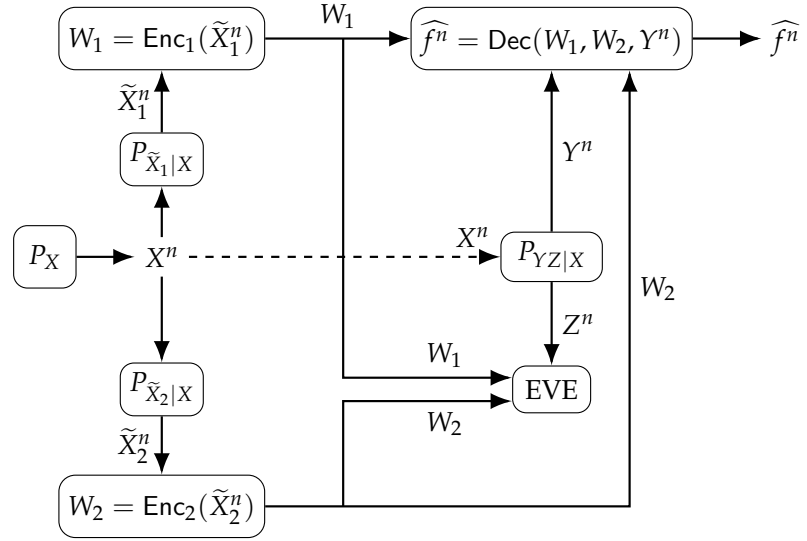 W₁ = Enc₁(X̃₁ⁿ)
W₁
f̂ⁿ = Dec(W₁, W₂, Yⁿ)
f̂ⁿ
X̃₁ⁿ
P_{X̃₁|X}
Yⁿ
P_X
Xⁿ
Xⁿ
P_{YZ|X}
W₂
Zⁿ
W₁
P_{X̃₂|X}
EVE
W₂
X̃₂ⁿ
W₂ = Enc₂(X̃₂ⁿ)